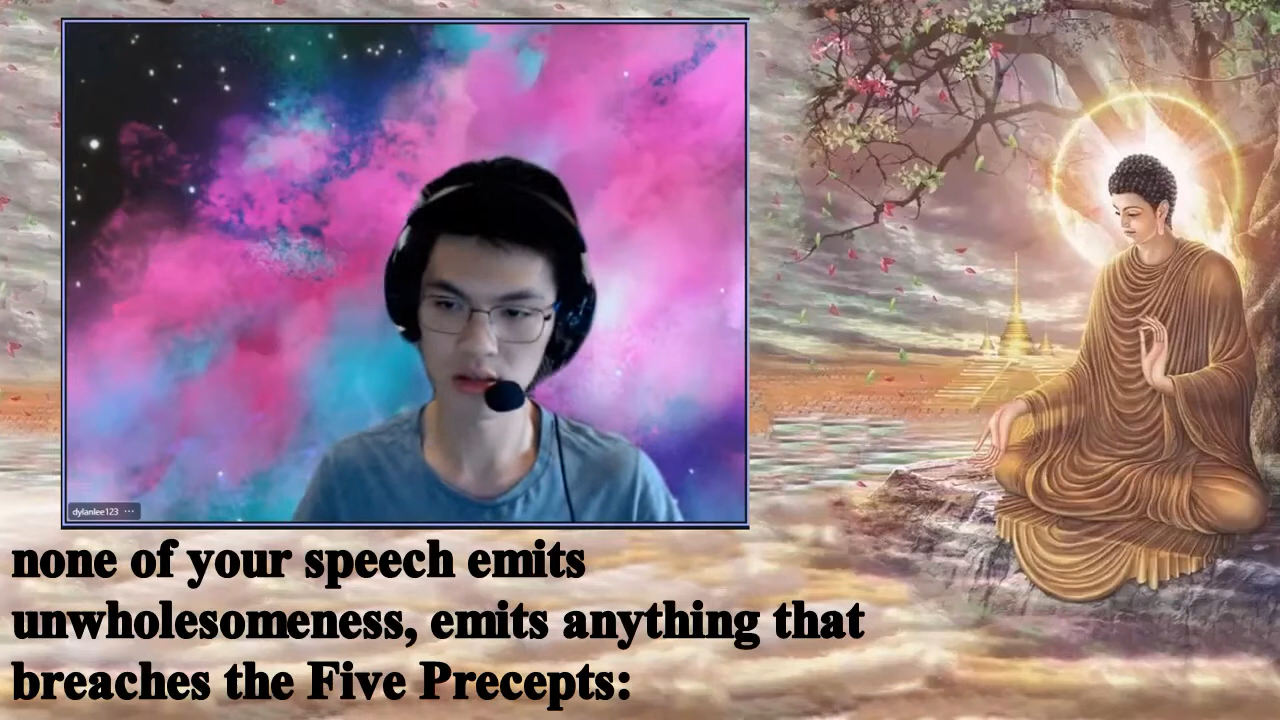 dylanlee123 ...
none of your speech emits
unwholesomeness, emits anything that
breaches the Five Precepts: